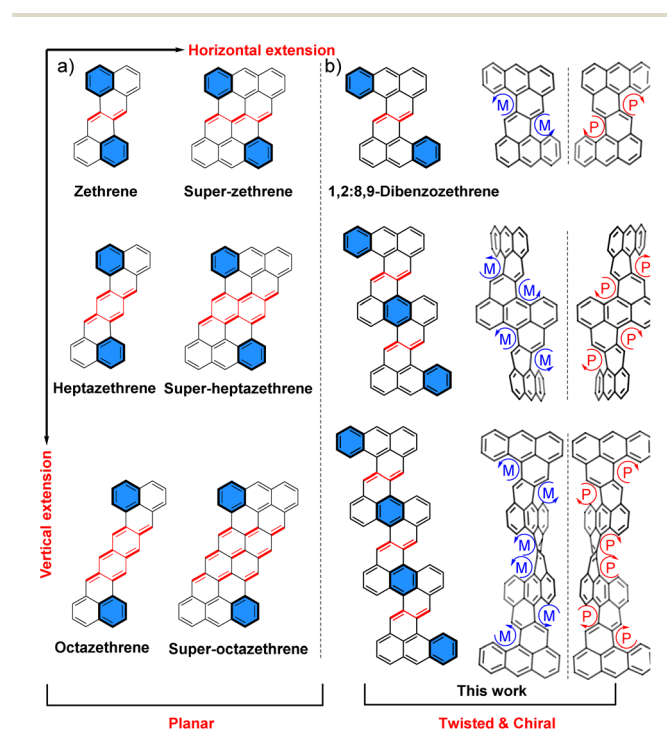 Horizontal extension
a)
b)
M
M
P
P
Zethrene
Super-zethrene
1,2:8,9-Dibenzozethrene
M
M
M
M
P
P
P
P
Heptazethrene
Super-heptazethrene
Vertical extension
M
M
M
M
M
M
P
P
P
P
P
P
Octazethrene
Super-octazethrene
This work
Planar
Twisted & Chiral